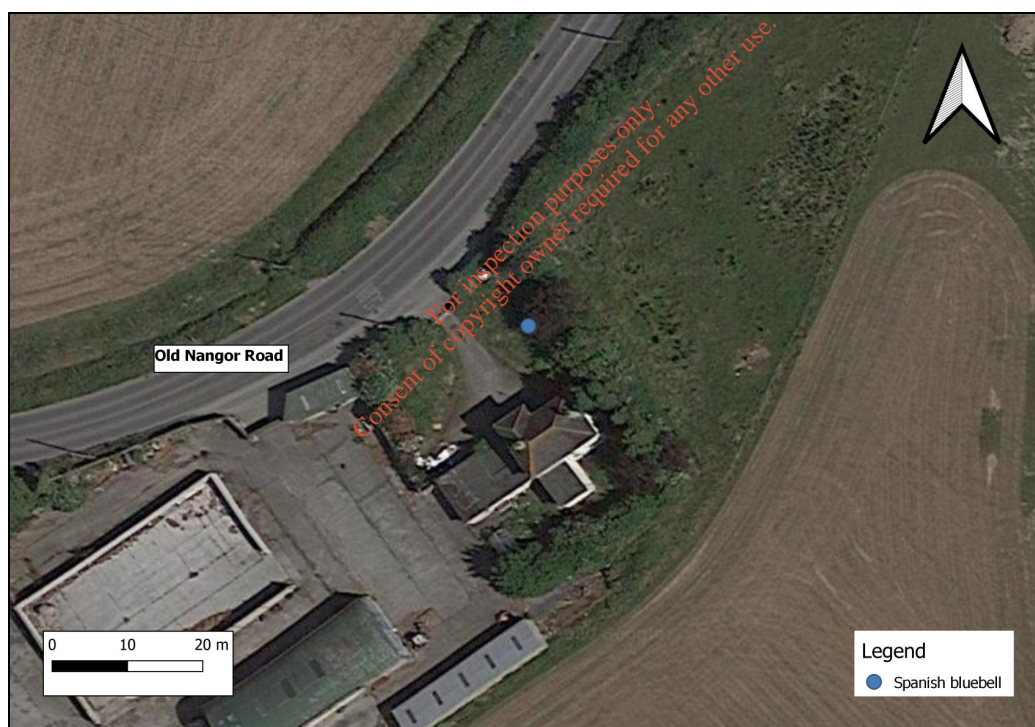 For inspection purposes only.
Consent of copyright owner required for any other use.
Old Nangor Road
0 10 20 m
Legend
Spanish bluebell